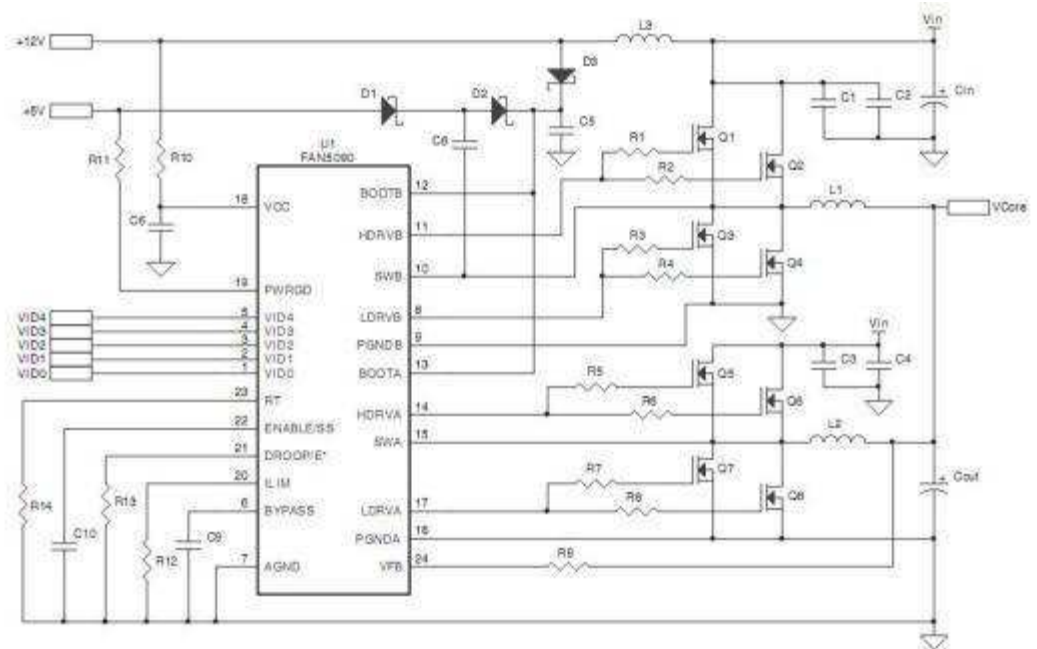 Vin
L3
+12V
D3
D1
D2
+5V
C1
C2
Cin
C5
U1
FAN5090
C6
R1
Q1
R11
R10
R2
Q2
12
BOOTB
L1
18
VCC
VCore
C6
11
HDRVB
R3
Q3
10
SWB
R4
Q4
19
PWRGD
VID4
5
VID4
LDRVB
8
VID3
4
VID3
Vin
VID2
3
VID2
PGNDB
9
VID1
2
VID1
C3
C4
VID0
1
VID0
BOOTA
13
R5
Q5
23
RT
R6
Q6
HDRVA
14
22
ENABLE/SS
L2
SWA
15
21
DROOP/E*
R7
Q7
20
ILIM
Cout
R14
R13
R8
Q8
6
BYPASS
LDRVA
17
C10
C9
PGNDA
16
R12
7
AGND
VFB
24
R9